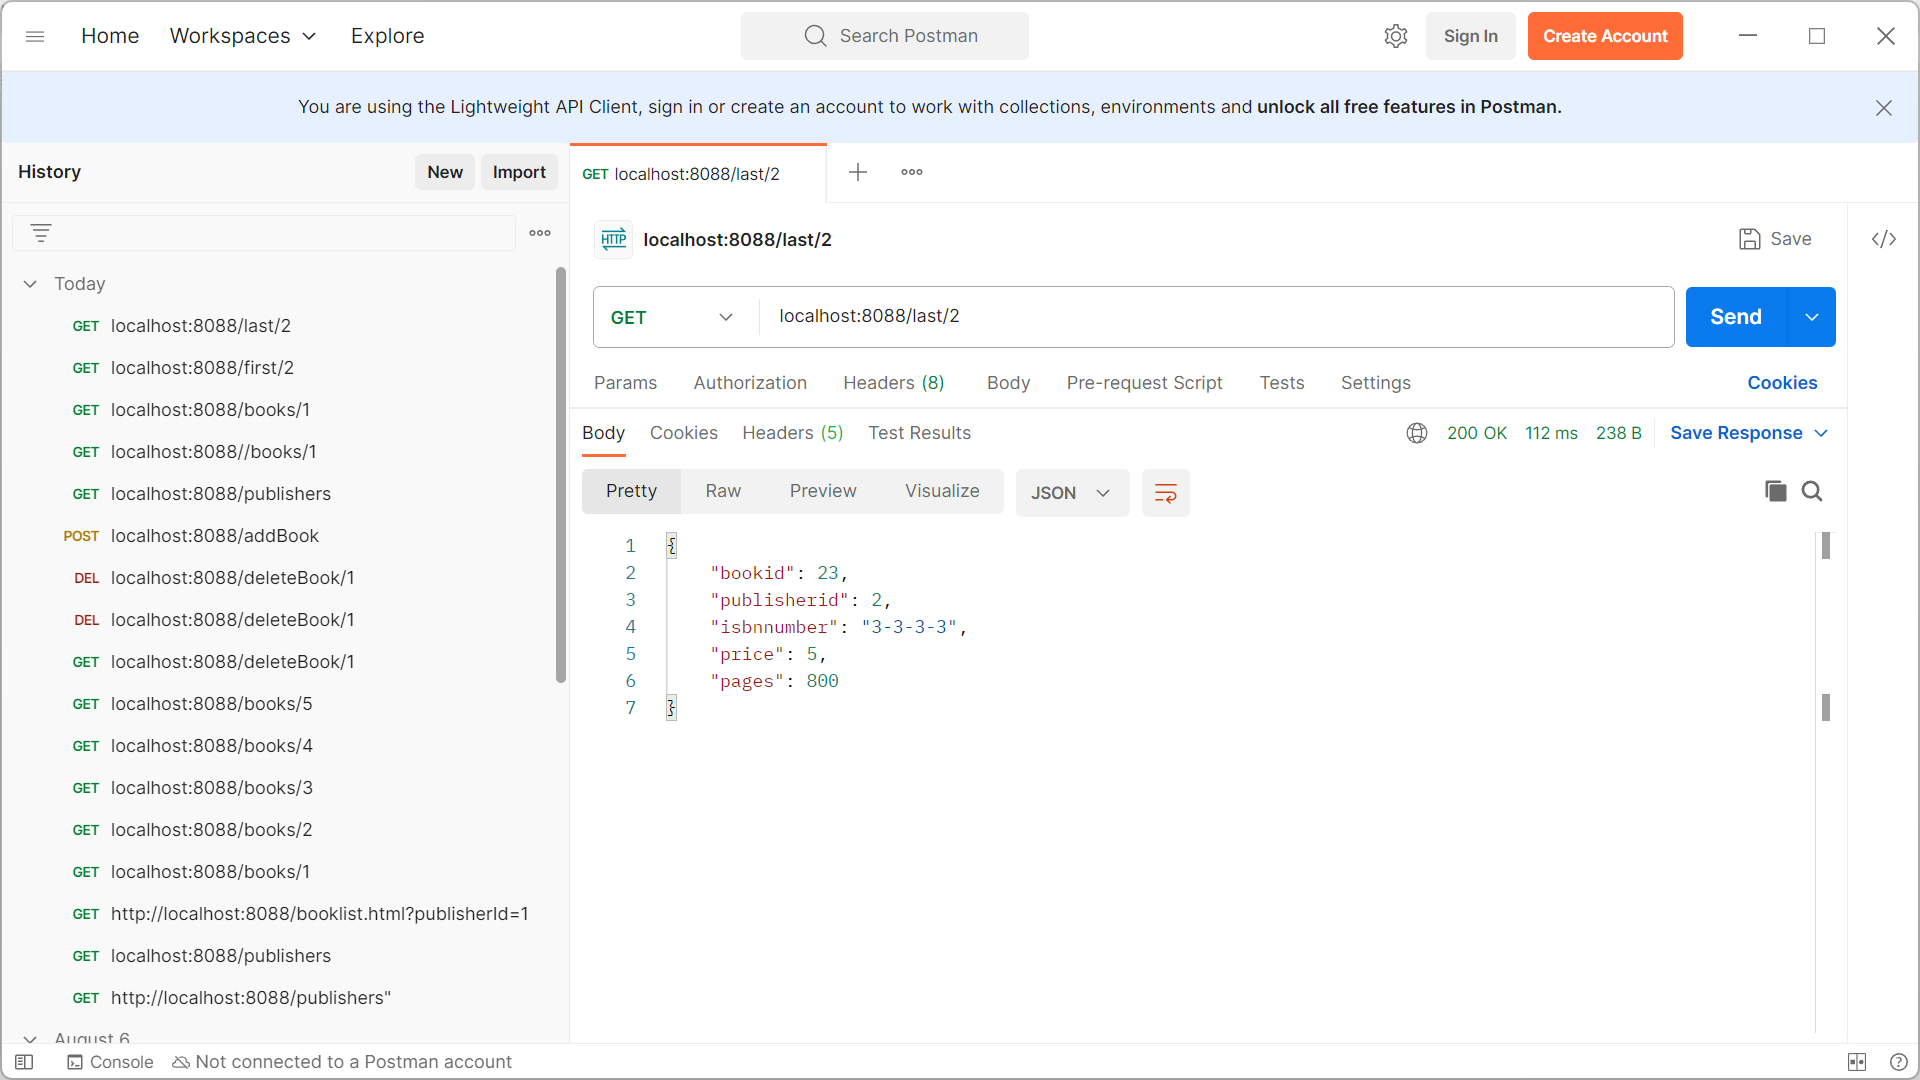 Home Workspaces Explore Search Postman Sign In Create Account
You are using the Lightweight API Client, sign in or create an account to work with collections, environments and unlock all free features in Postman.
History New Import
GET localhost:8088/last/2
HTTP localhost:8088/last/2 Save </>
Today
GET localhost:8088/last/2
GET localhost:8088/first/2
GET localhost:8088/books/1
GET localhost:8088//books/1
GET localhost:8088/publishers
POST localhost:8088/addBook
DEL localhost:8088/deleteBook/1
DEL localhost:8088/deleteBook/1
GET localhost:8088/deleteBook/1
GET localhost:8088/books/5
GET localhost:8088/books/4
GET localhost:8088/books/3
GET localhost:8088/books/2
GET localhost:8088/books/1
GET http://localhost:8088/booklist.html?publisherId=1
GET localhost:8088/publishers
GET http://localhost:8088/publishers"
August 6
GET localhost:8088/last/2 Send
Params Authorization Headers (8) Body Pre-request Script Tests Settings Cookies
Body Cookies Headers (5) Test Results 200 OK 112 ms 238 B Save Response
Pretty Raw Preview Visualize JSON
1 {
2 "bookid": 23,
3 "publisherid": 2,
4 "isbnnumber": "3-3-3-3",
5 "price": 5,
6 "pages": 800
7 }
Console Not connected to a Postman account